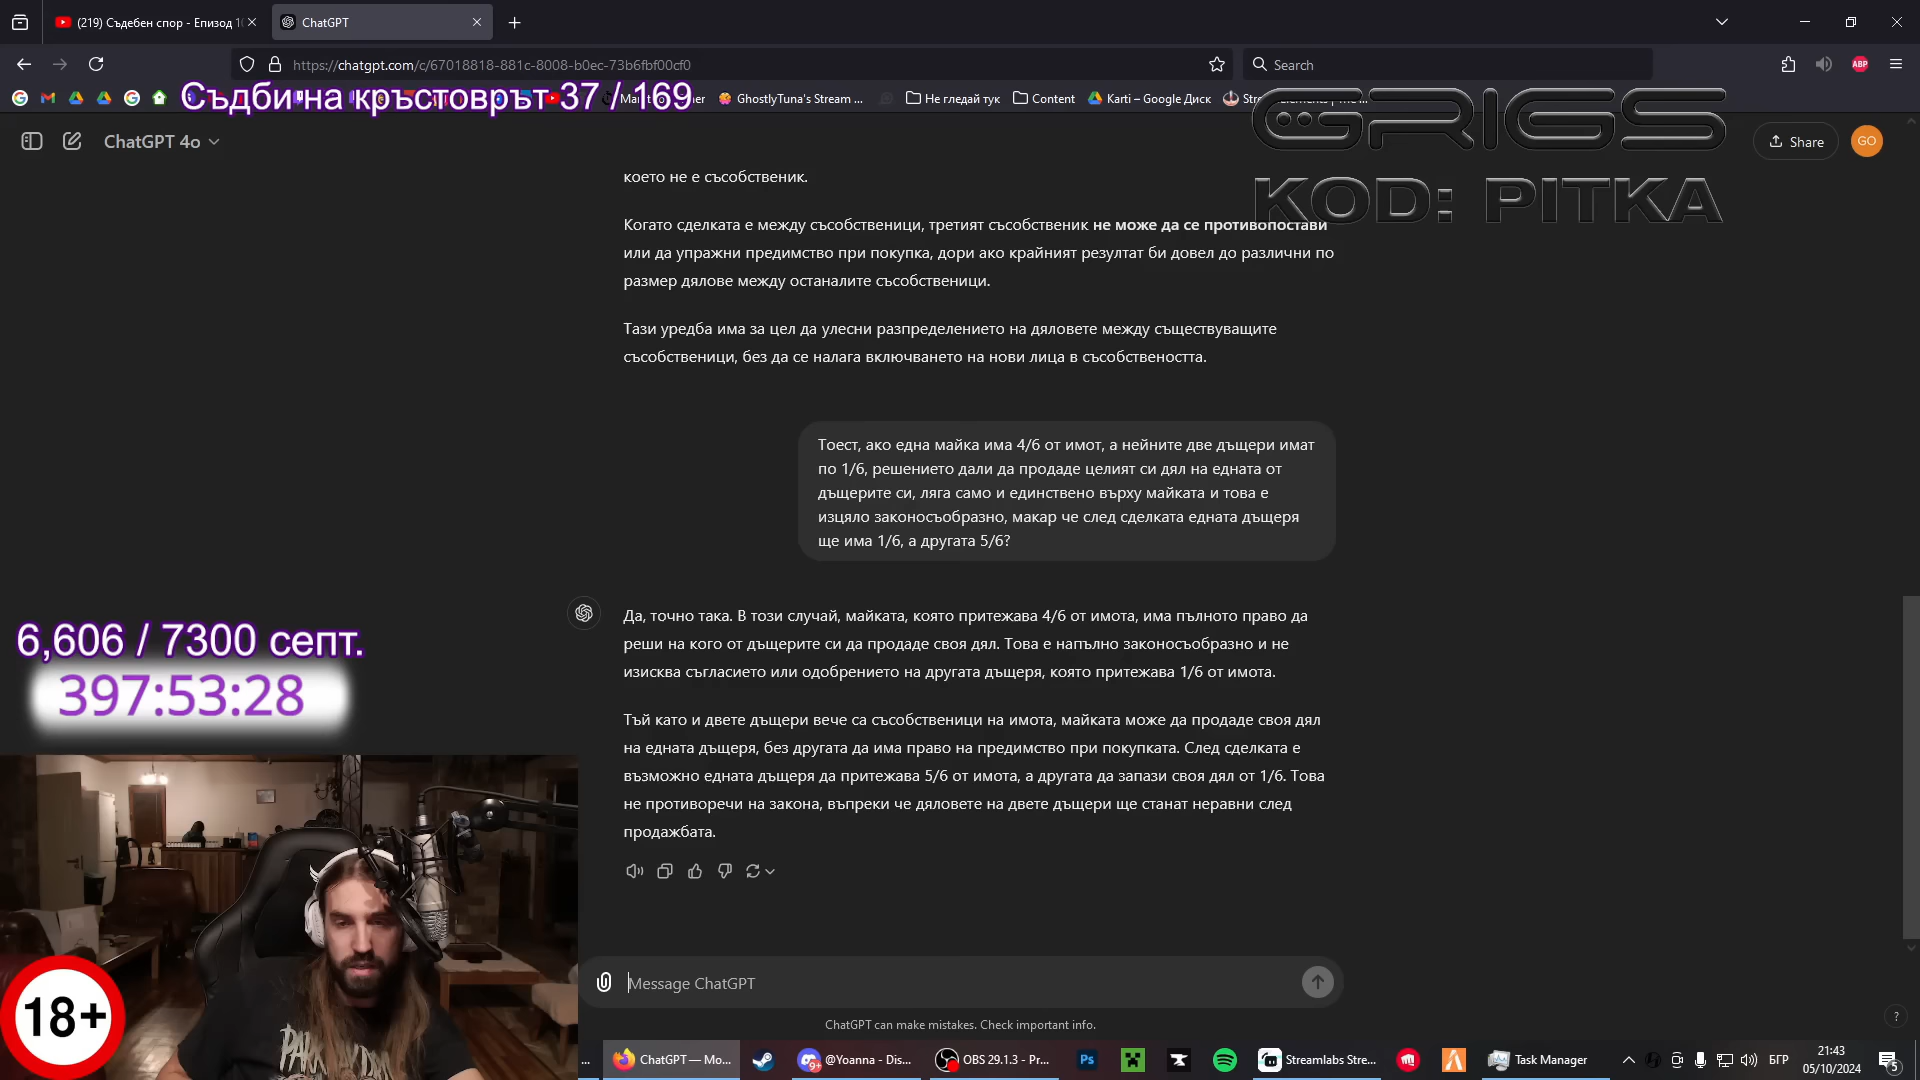 (219) Съдебен спор - Епизод 10
ChatGPT
https://chatgpt.com/c/67018818-881c-8008-b0ec-73b6fbf00cf0
Search
ABP
Съдби на кръстоврът 37 / 169
GhostlyTuna's Stream ...
Не гледай тук
Content
Karti – Google Диск
GRIGS
KOD: PITKA
ChatGPT 4o
Share
GO
което не е съсобственик.
Когато сделката е между съсобственици, третият съсобственик не може да се противопостави
или да упражни предимство при покупка, дори ако крайният резултат би довел до различни по
размер дялове между останалите съсобственици.
Тази уредба има за цел да улесни разпределението на дяловете между съществуващите
съсобственици, без да се налага включването на нови лица в съсобствеността.
Тоест, ако една майка има 4/6 от имот, а нейните две дъщери имат
по 1/6, решението дали да продаде целият си дял на едната от
дъщерите си, ляга само и единствено върху майката и това е
изцяло законосъобразно, макар че след сделката едната дъщеря
ще има 1/6, а другата 5/6?
Да, точно така. В този случай, майката, която притежава 4/6 от имота, има пълното право да
реши на кого от дъщерите си да продаде своя дял. Това е напълно законосъобразно и не
изисква съгласието или одобрението на другата дъщеря, която притежава 1/6 от имота.
Тъй като и двете дъщери вече са съсобственици на имота, майката може да продаде своя дял
на едната дъщеря, без другата да има право на предимство при покупката. След сделката е
възможно едната дъщеря да притежава 5/6 от имота, а другата да запази своя дял от 1/6. Това
не противоречи на закона, въпреки че дяловете на двете дъщери ще станат неравни след
продажбата.
6,606 / 7300 септ.
397:53:28
18+
Message ChatGPT
ChatGPT can make mistakes. Check important info.
?
... ChatGPT — Mo...
@Yoanna - Dis...
OBS 29.1.3 - Pr...
Ps
Streamlabs Stre...
Task Manager
БГР
21:43
05/10/2024
5